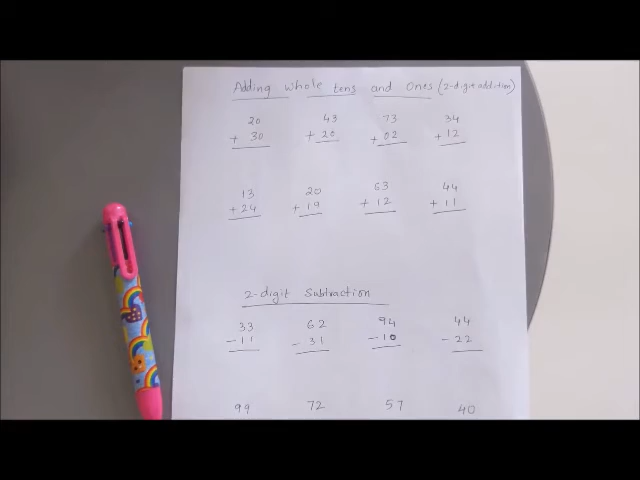 Adding whole tens and ones (2-digit addition)
20 43 73 34
+ 30 + 20 + 02 + 12
13 20 63 44
+ 24 + 19 + 12 + 11
2-digit subtraction
33 62 94 44
- 11 - 31 - 10 - 22
99 72 57 40